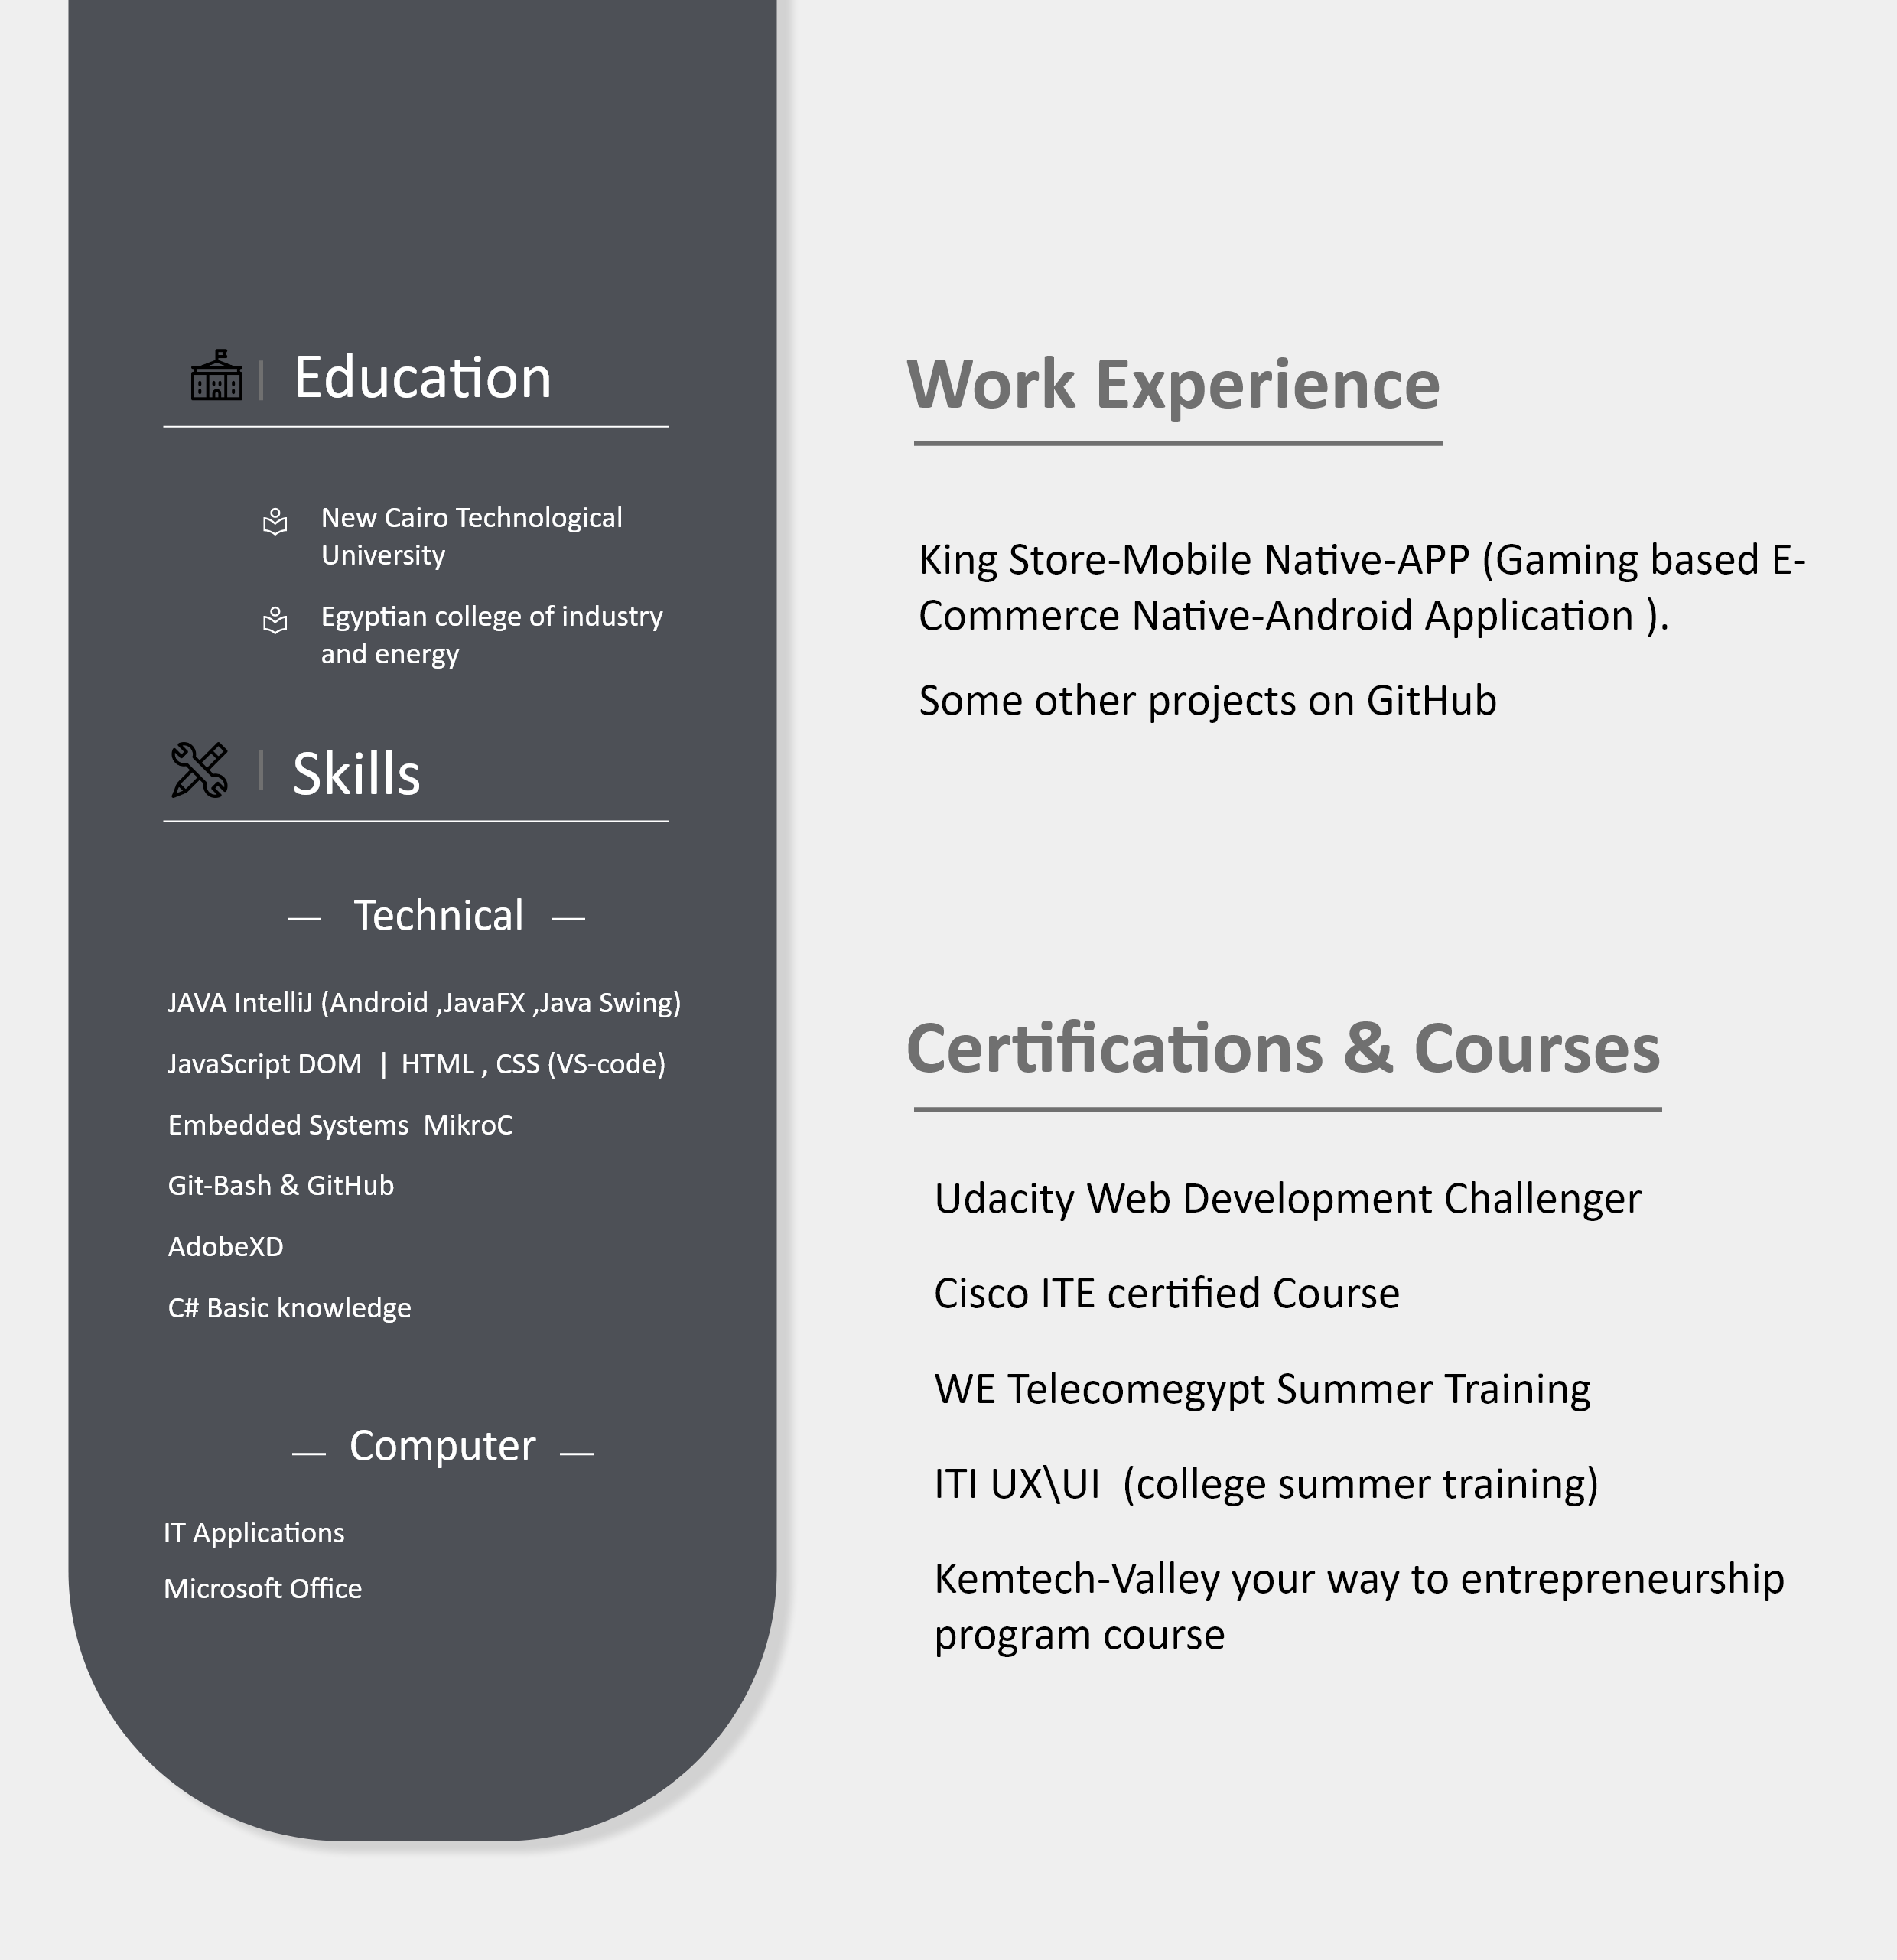 Education
New Cairo Technological
University
Egyptian college of industry
and energy
Skills
Technical
JAVA IntelliJ (Android ,JavaFX ,Java Swing)
JavaScript DOM | HTML , CSS (VS-code)
Embedded Systems MikroC
Git-Bash & GitHub
AdobeXD
C# Basic knowledge
Computer
IT Applications
Microsoft Office
Work Experience
King Store-Mobile Native-APP (Gaming based E-
Commerce Native-Android Application ).
Some other projects on GitHub
Certifications & Courses
Udacity Web Development Challenger
Cisco ITE certified Course
WE Telecomegypt Summer Training
ITI UX\UI (college summer training)
Kemtech-Valley your way to entrepreneurship
program course